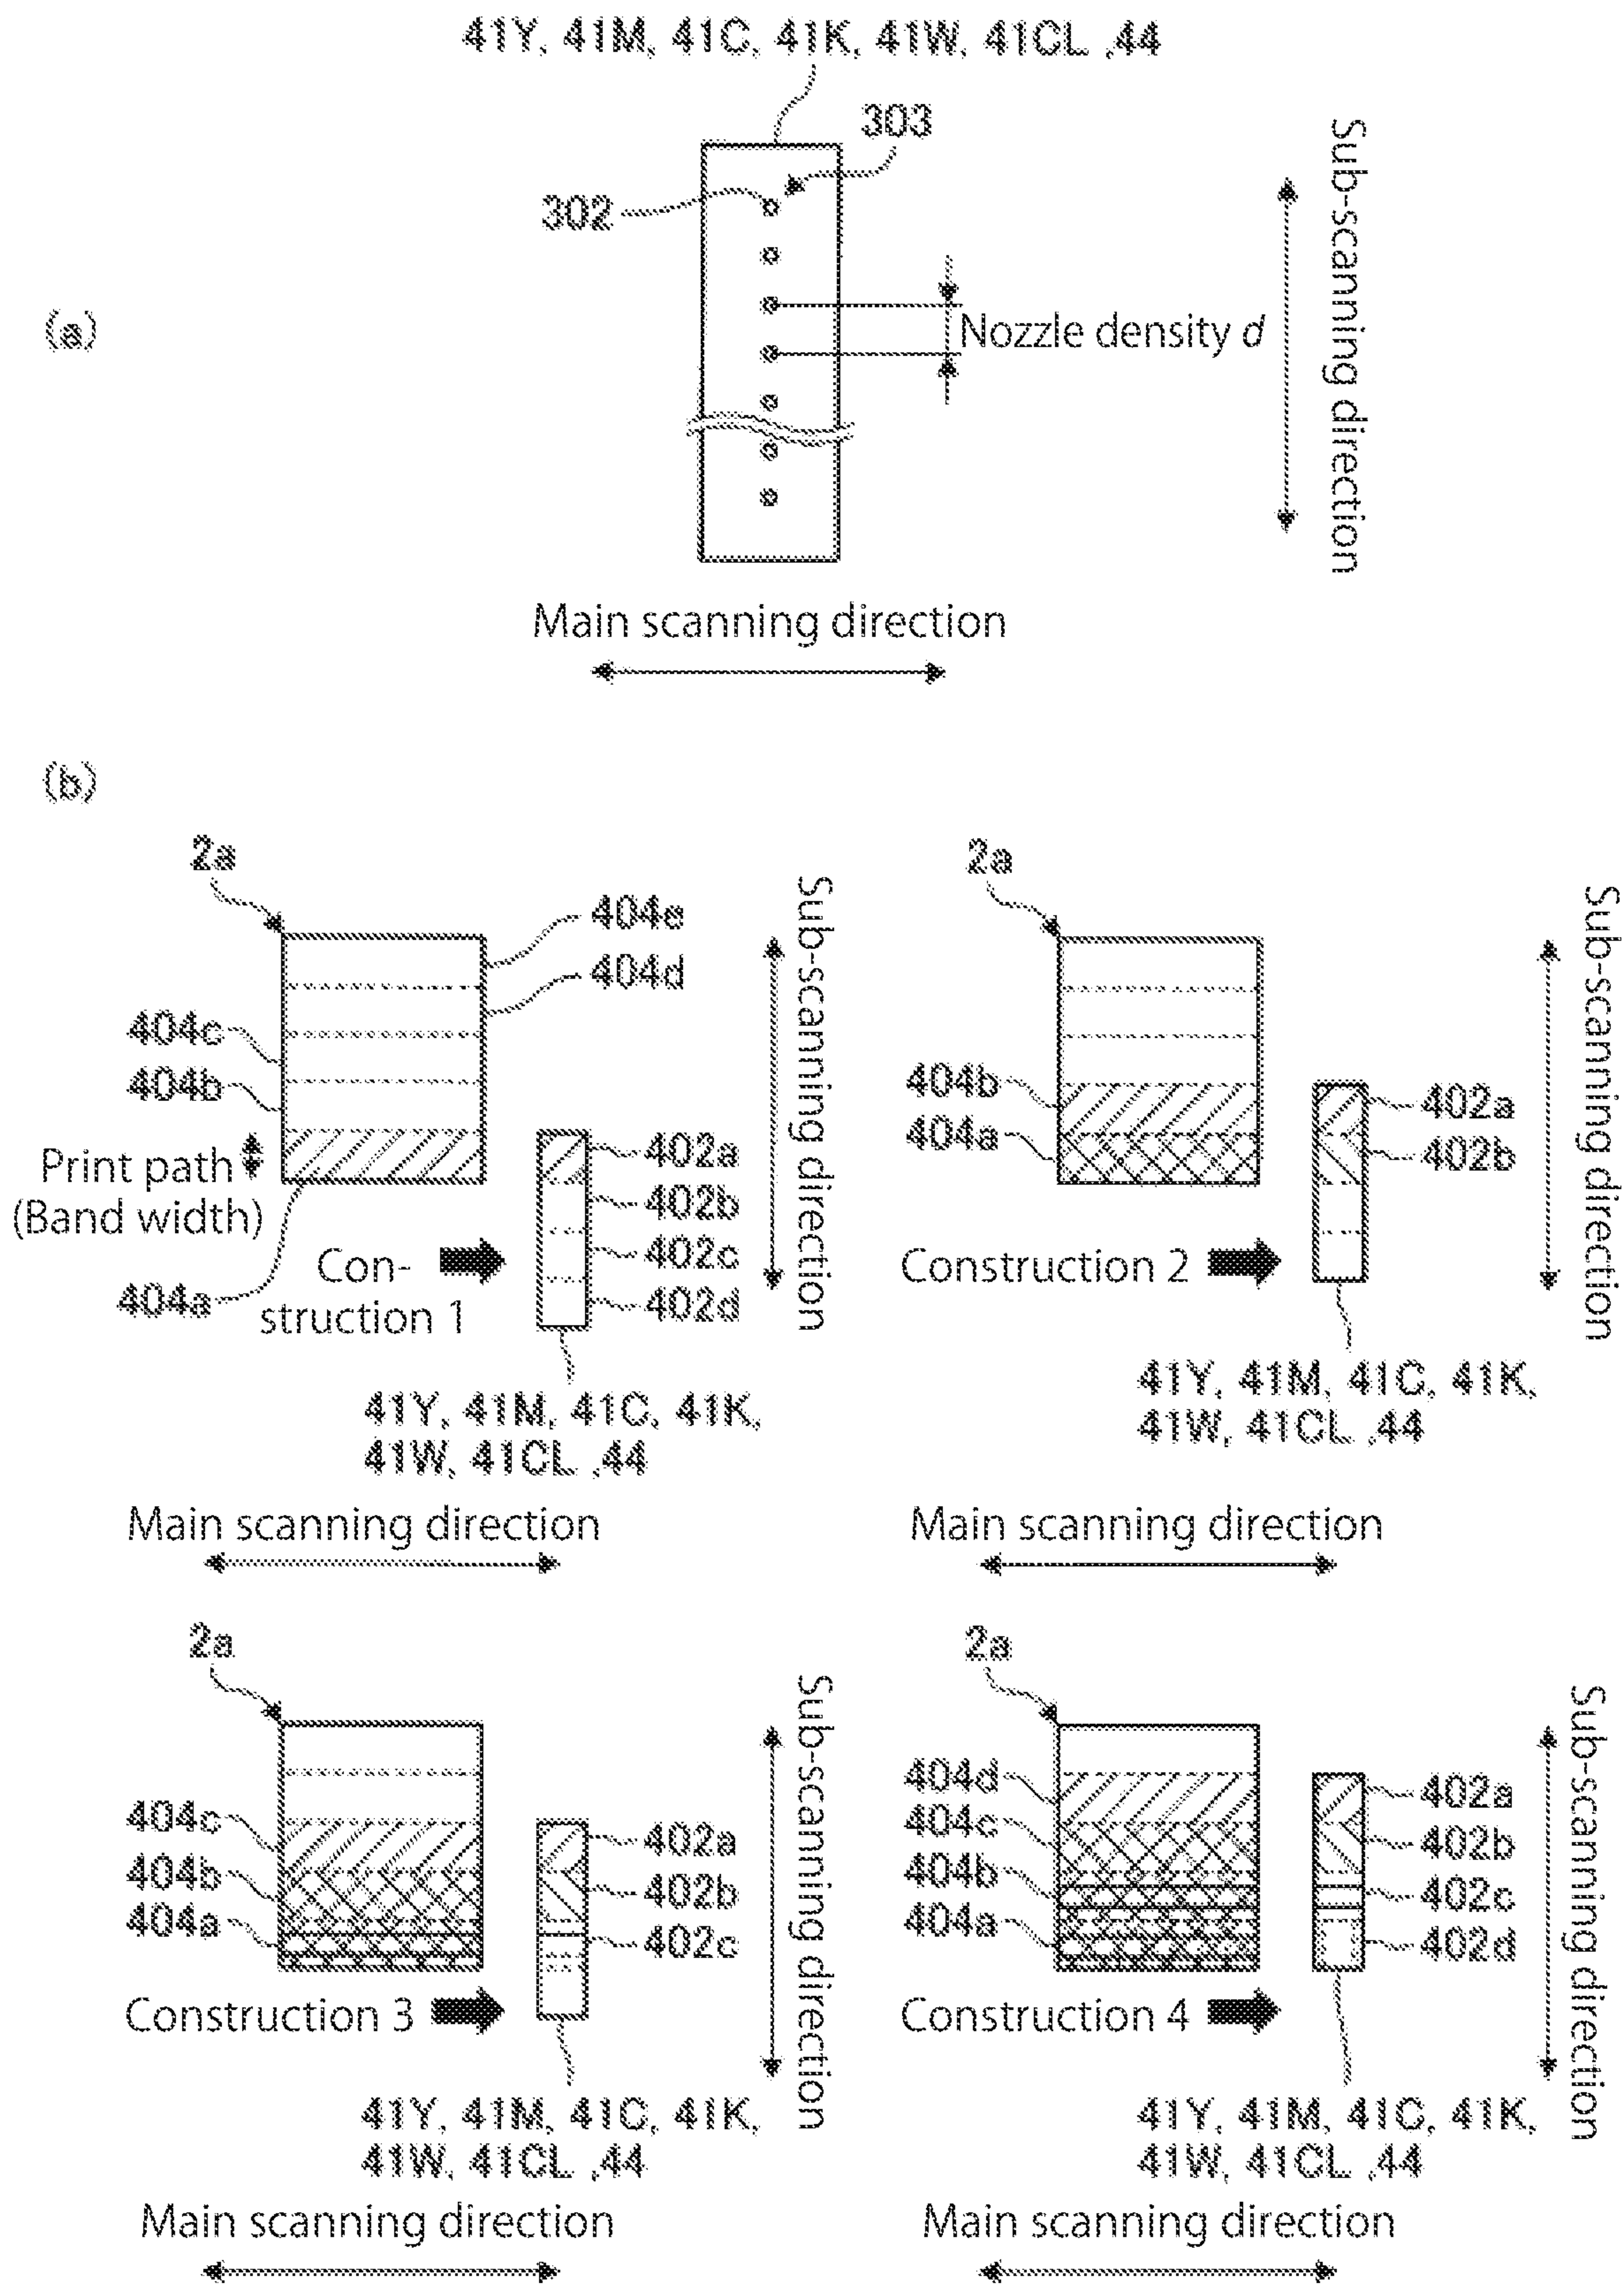 41Y, 41M, 41C, 41K, 41W, 41CL ,44
303
302
(a)
Nozzle density d
Sub-scanning direction
Main scanning direction
(b)
2a
404e
404d
404c
404b
Print path
(Band width)
404a
402a
402b
402c
402d
Con-
struction 1
Sub-scanning direction
41Y, 41M, 41C, 41K,
41W, 41CL ,44
Main scanning direction
2a
404b
404a
402a
402b
Construction 2
Sub-scanning direction
41Y, 41M, 41C, 41K,
41W, 41CL ,44
Main scanning direction
2a
404c
404b
404a
402a
402b
402c
Construction 3
Sub-scanning direction
41Y, 41M, 41C, 41K,
41W, 41CL ,44
Main scanning direction
2a
404d
404c
404b
404a
402a
402b
402c
402d
Construction 4
Sub-scanning direction
41Y, 41M, 41C, 41K,
41W, 41CL ,44
Main scanning direction